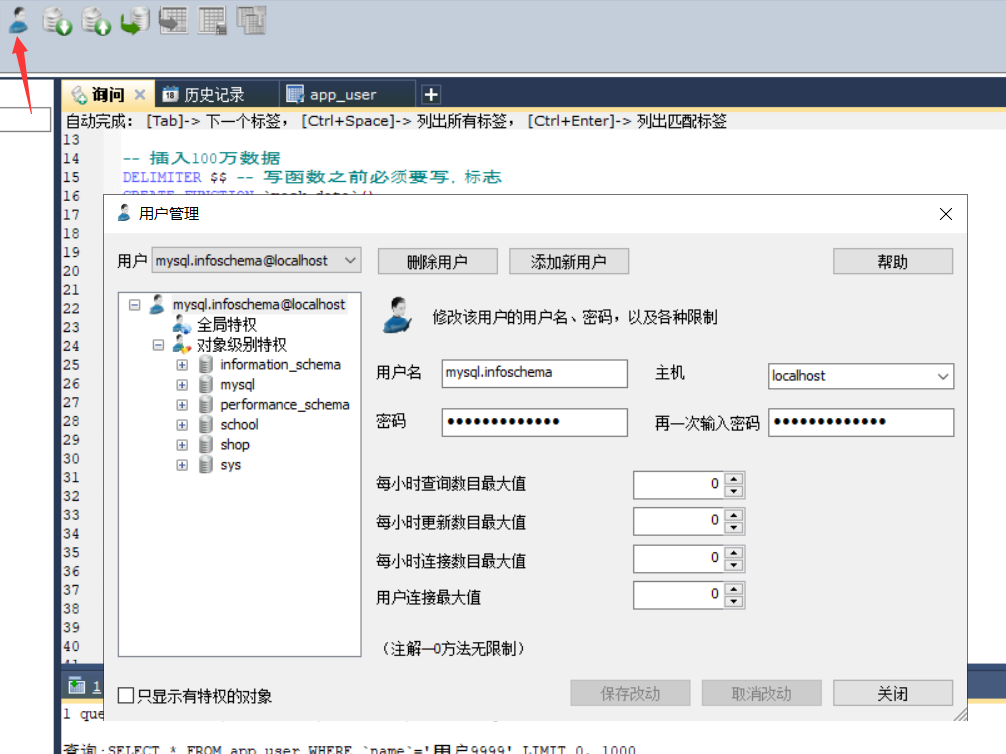 询问 历史记录 app_user
自动完成： [Tab]-> 下一个标签， [Ctrl+Space]-> 列出所有标签， [Ctrl+Enter]-> 列出匹配标签
13
14 -- 插入100万数据
15 DELIMITER $$ -- 写函数之前必须要写，标志
16
17
18
19
20
21
22
23
24
25
26
27
28
29
30
31
32
33
34
35
36
37
38
39
40
用户管理
用户 mysql.infoschema@localhost 删除用户 添加新用户 帮助
mysql.infoschema@localhost
全局特权
对象级别特权
information_schema
mysql
performance_schema
school
shop
sys
修改该用户的用户名、密码，以及各种限制
用户名 mysql.infoschema 主机 localhost
密码 ●●●●●●●●●●●●● 再一次输入密码 ●●●●●●●●●●●●●
每小时查询数目最大值 0
每小时更新数目最大值 0
每小时连接数目最大值 0
用户连接最大值 0
（注解—0方法无限制）
只显示有特权的对象 保存改动 取消改动 关闭
1
1 que
查询:SELECT * FROM app_user WHERE `name`='用户9999' LIMIT 0, 1000